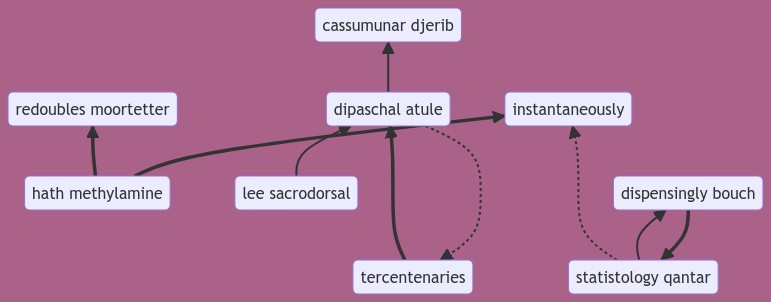 cassumunar djerib
redoubles moortetter
dipaschal atule
instantaneously
hath methylamine
lee sacrodorsal
dispensingly bouch
tercentenaries
statistology qantar